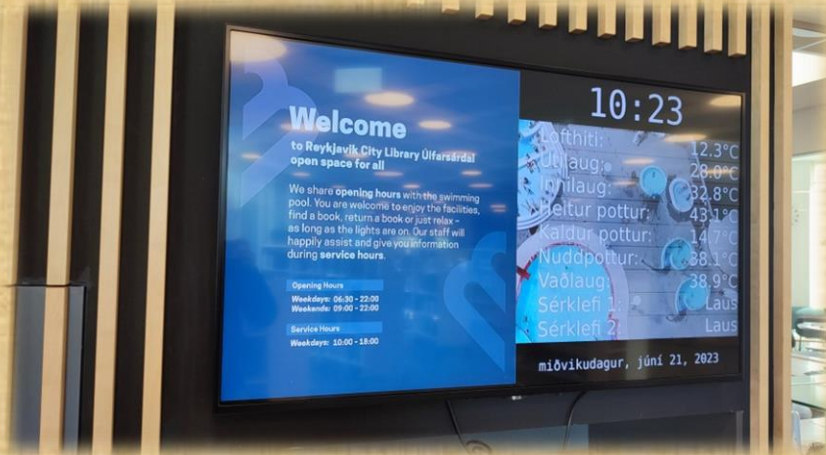 Welcome
to Reykjavik City Library Úlfarsárdal
open space for all
We share opening hours with the swimming
pool. You are welcome to enjoy the facilities,
find a book, return a book or just relax –
as long as the lights are on. Our staff will
happily assist and give you information
during service hours.
Opening Hours
Weekdays: 06:30 - 22:00
Weekends: 09:00 - 22:00
Service Hours
Weekdays: 10:00 - 18:00
10:23
Lofthiti: 12.3°C
Útilaug: 28.0°C
Innilaug: 32.8°C
Heitur pottur: 43.1°C
Kaldur pottur: 14.7°C
Nuddpottur: 38.1°C
Vaðlaug: 38.9°C
Sérklefi 1: Laus
Sérklefi 2: Laus
miðvikudagur, júní 21, 2023